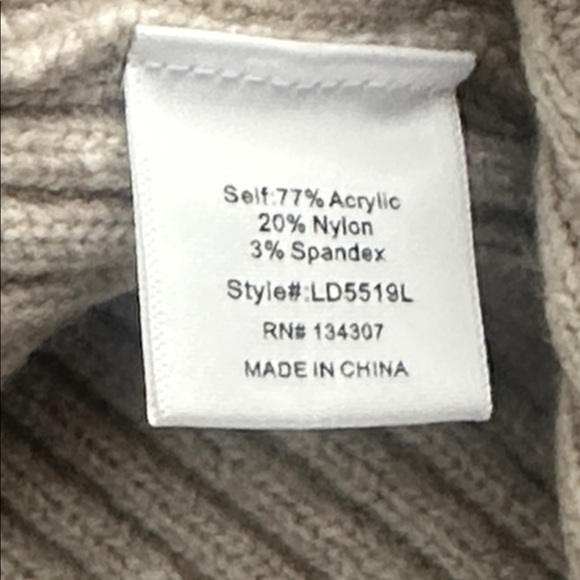 Self:77% Acrylic
20% Nylon
3% Spandex
Style#:LD5519L
RN# 134307
MADE IN CHINA